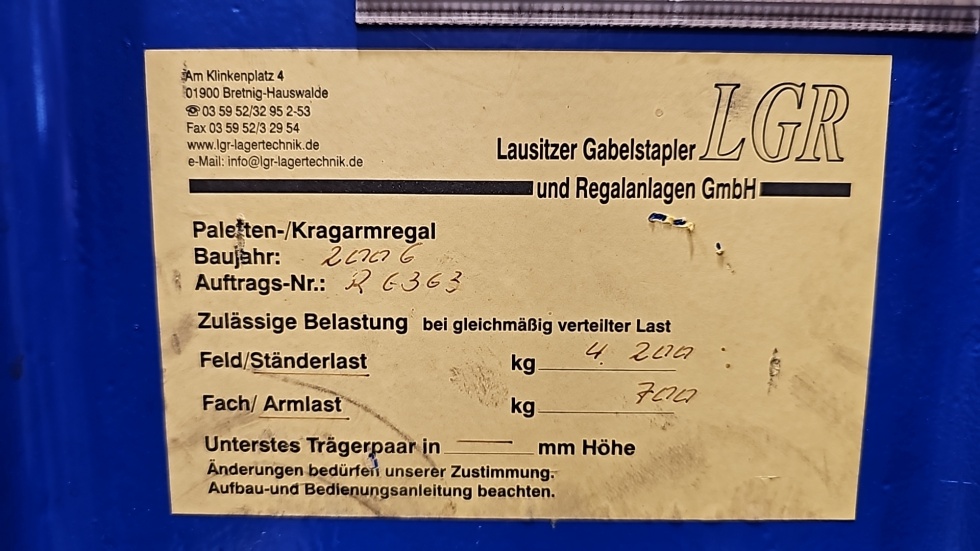 Am Klinkenplatz 4
01900 Bretnig-Hauswalde
☎ 03 59 52/32 95 2-53
Fax 03 59 52/3 29 54
www.lgr-lagertechnik.de
e-Mail: info@lgr-lagertechnik.de
LGR
Lausitzer Gabelstapler
und Regalanlagen GmbH
Paletten-/Kragarmregal
Baujahr: 2006
Auftrags-Nr.: R 6363
Zulässige Belastung bei gleichmäßig verteilter Last
Feld/Ständerlast kg 4.200
Fach/ Armlast kg 700
Unterstes Trägerpaar in — mm Höhe
Änderungen bedürfen unserer Zustimmung.
Aufbau-und Bedienungsanleitung beachten.